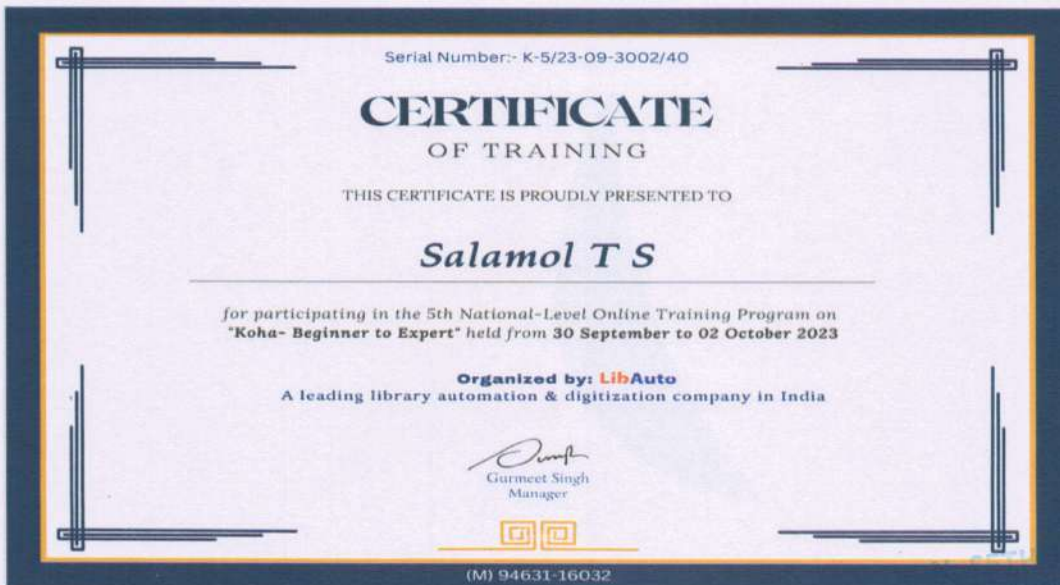 Serial Number:- K-5/23-09-3002/40
CERTIFICATE
OF TRAINING
THIS CERTIFICATE IS PROUDLY PRESENTED TO
Salamol T S
for participating in the 5th National-Level Online Training Program on
"Koha- Beginner to Expert" held from 30 September to 02 October 2023
Organized by: LibAuto
A leading library automation & digitization company in India
Gurmeet Singh
Manager
(M) 94631-16032